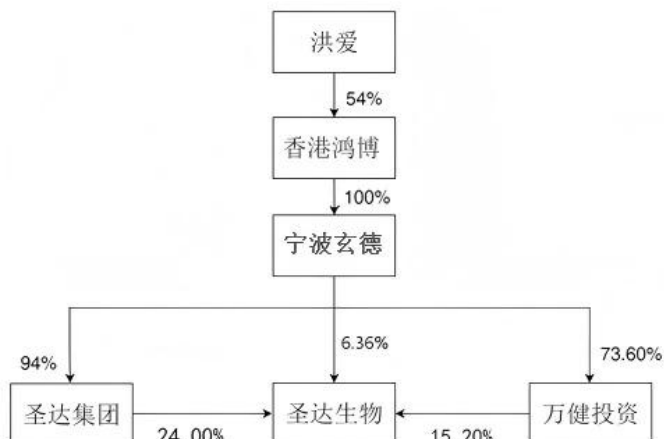 洪爱
54%
香港鸿博
100%
宁波玄德
94%
6.36%
73.60%
圣达集团
圣达生物
万健投资
24.00%
15.20%